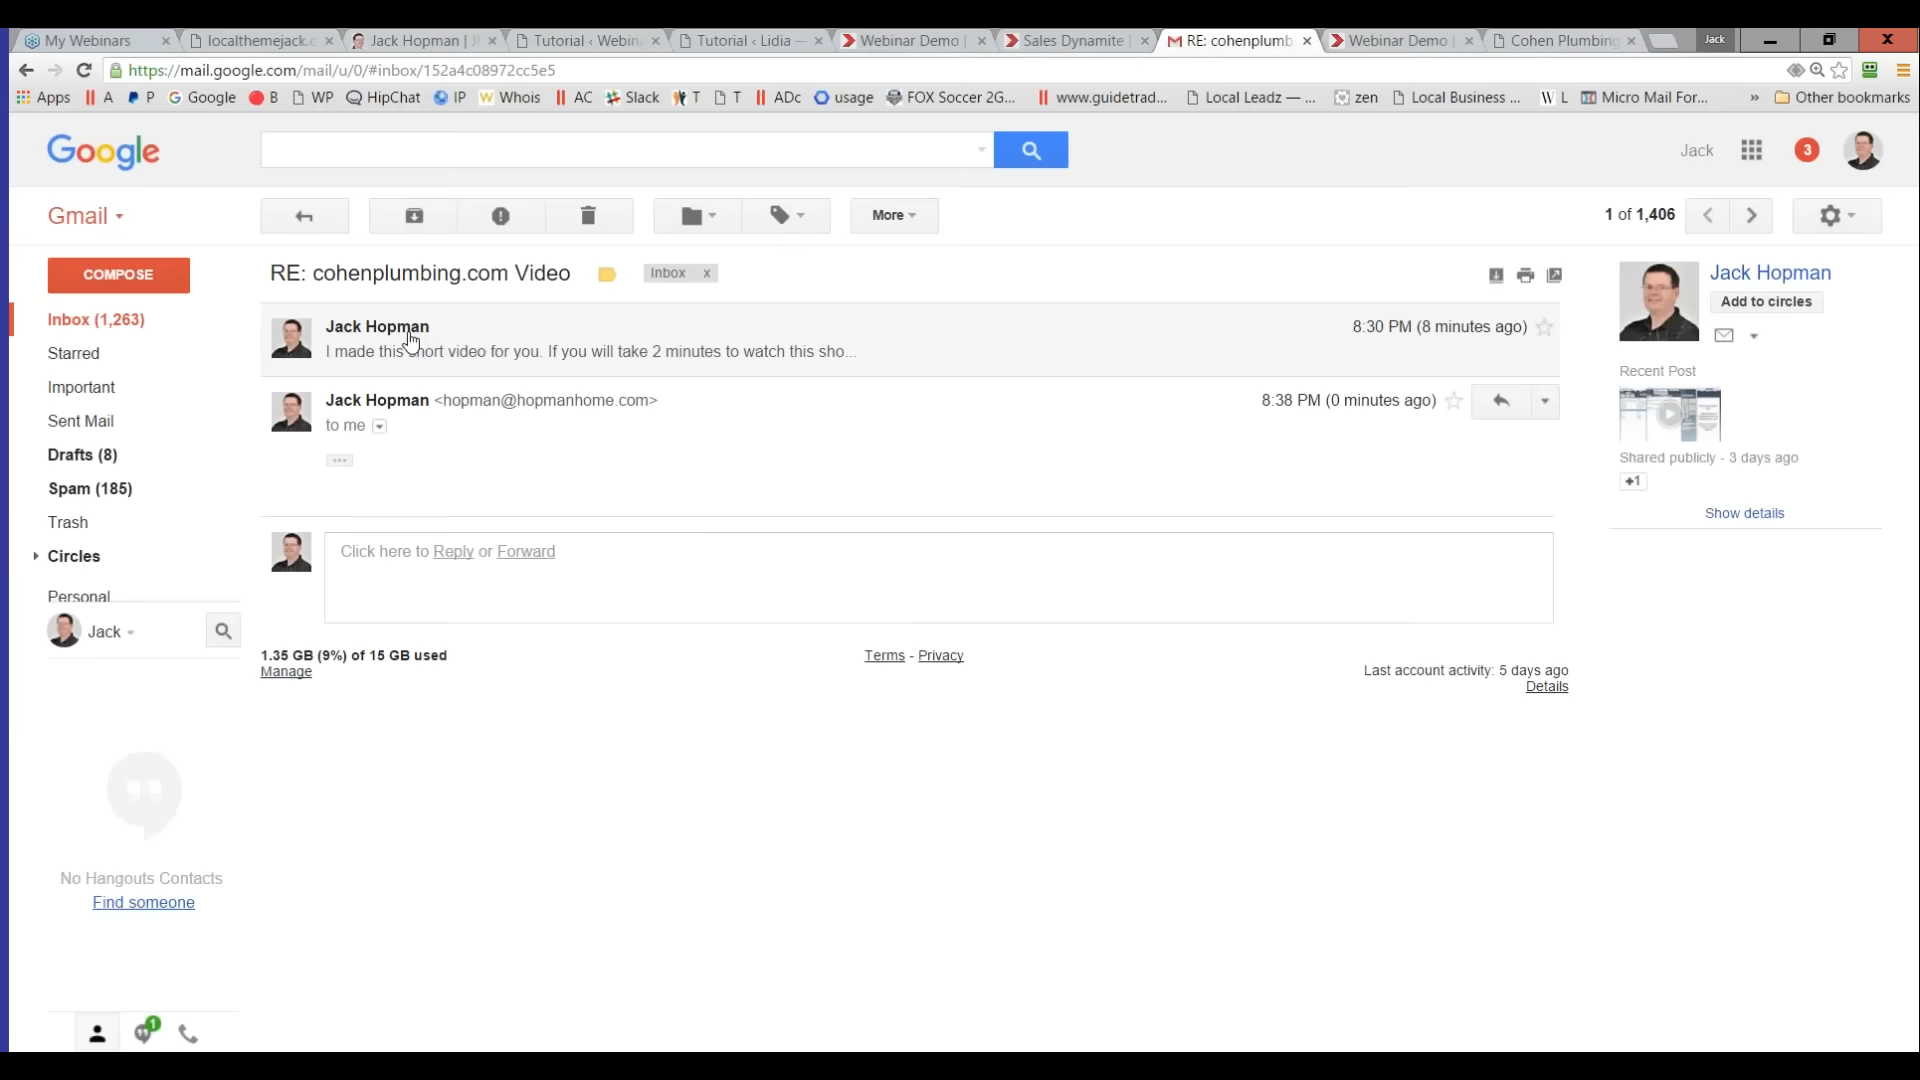 My Webinars
localthemejack.c
Jack Hopman | J
Tutorial ‹ Webin
Tutorial ‹ Lidia —
Webinar Demo |
Sales Dynamite |
RE: cohenplumb
Webinar Demo |
Cohen Plumbing
Jack
https://mail.google.com/mail/u/0/#inbox/152a4c08972cc5e5
Apps A P Google B WP HipChat IP Whois AC Slack T T ADc usage FOX Soccer 2G... www.guidetrad... Local Leadz — ... zen Local Business ... L Micro Mail For... » Other bookmarks
Google
Jack
3
Gmail
More
1 of 1,406
COMPOSE
Inbox (1,263)
Starred
Important
Sent Mail
Drafts (8)
Spam (185)
Trash
Circles
Personal
Jack
No Hangouts Contacts
Find someone
1
RE: cohenplumbing.com Video
Inbox x
Jack Hopman
8:30 PM (8 minutes ago)
I made this short video for you. If you will take 2 minutes to watch this sho...
Jack Hopman <hopman@hopmanhome.com>
8:38 PM (0 minutes ago)
to me
Click here to Reply or Forward
1.35 GB (9%) of 15 GB used
Manage
Terms - Privacy
Last account activity: 5 days ago
Details
Jack Hopman
Add to circles
Recent Post
Shared publicly - 3 days ago
+1
Show details